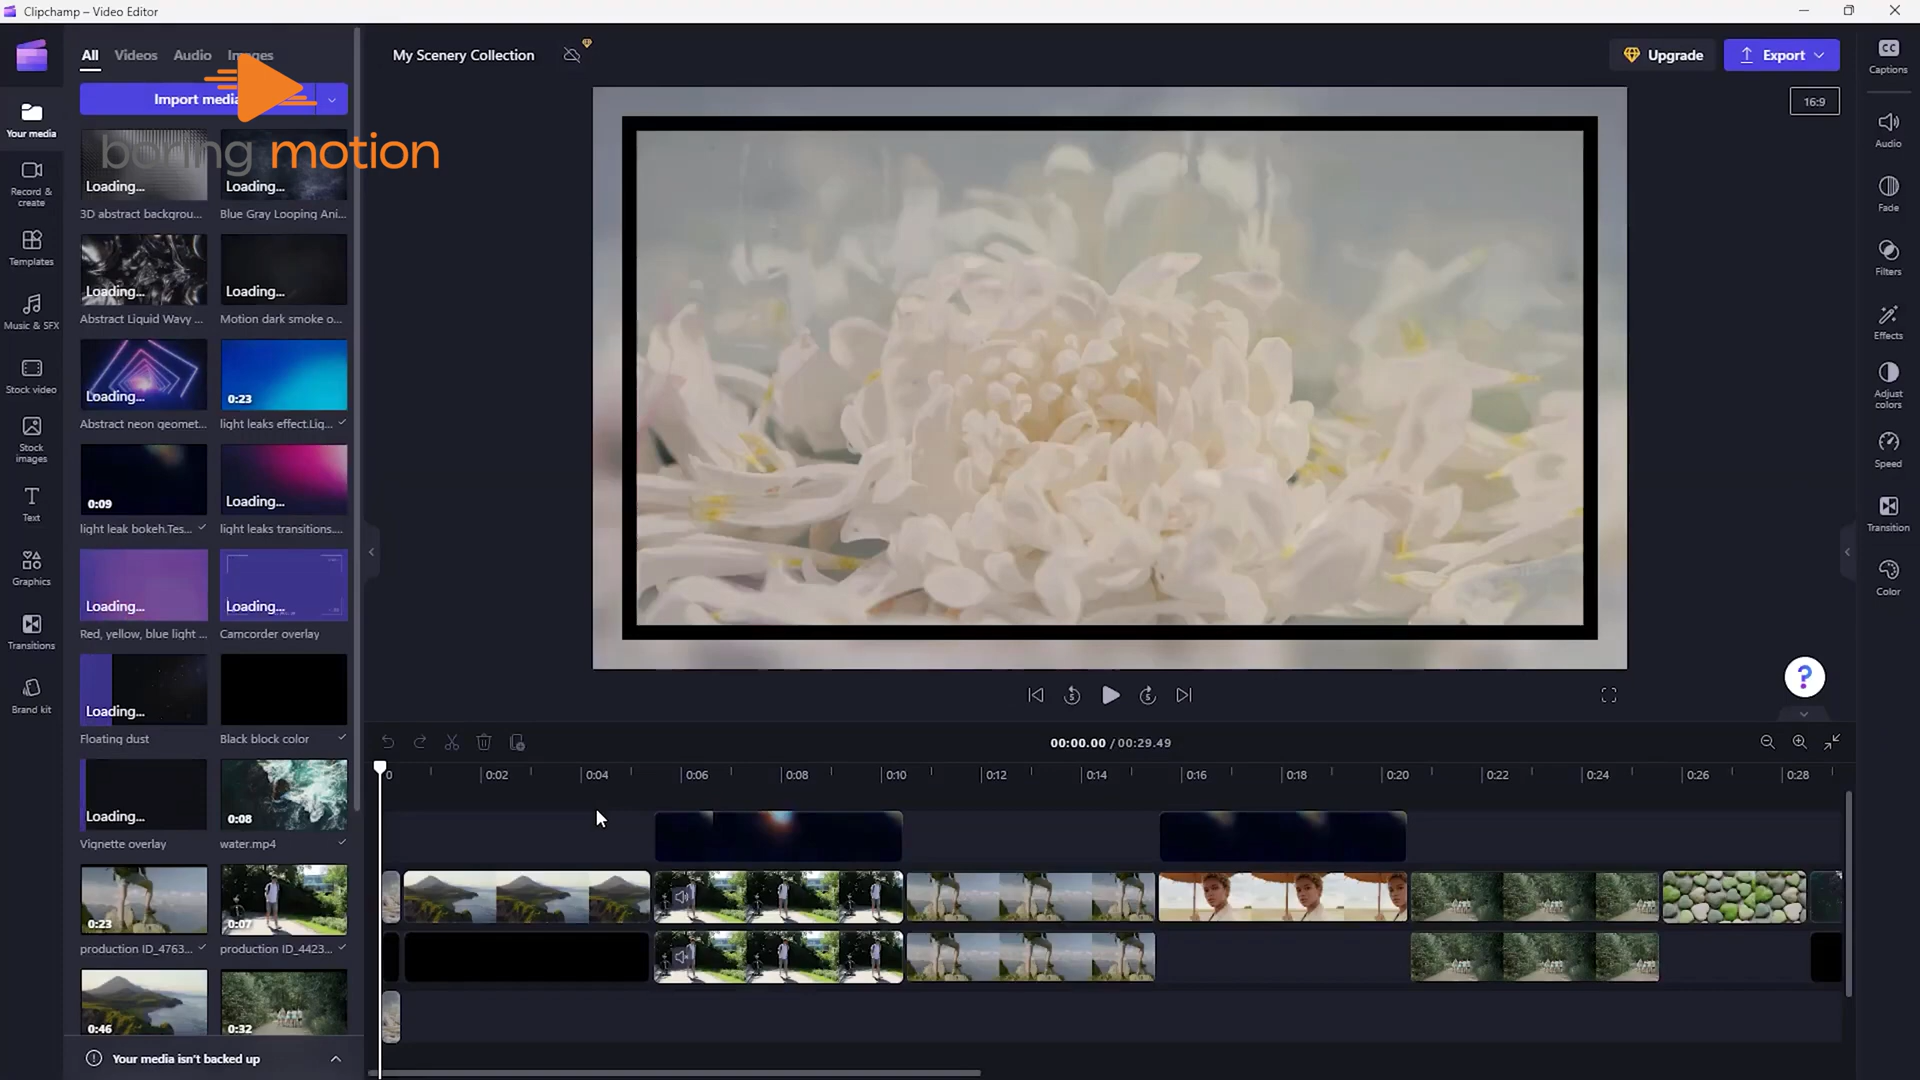 Clipchamp – Video Editor
All Videos Audio Images
My Scenery Collection
Upgrade
Export
Captions
Import media
16:9
boring motion
Your media
Audio
Loading...
Loading...
3D abstract backgrou...
Blue Gray Looping Ani...
Record &
create
Fade
Templates
Filters
Loading...
Loading...
Abstract Liquid Wavy ...
Motion dark smoke o...
Music & SFX
Effects
Stock video
Adjust
colors
Loading...
0:23
Abstract neon geomet...
light leaks effect.Liq...
Stock
images
Speed
0:09
Loading...
light leak bokeh.Tes...
light leaks transitions....
Text
Transition
Graphics
Color
Loading...
Loading...
Red, yellow, blue light ...
Camcorder overlay
Transitions
Loading...
Floating dust
Black block color
Brand kit
?
5
5
00:00.00 / 00:29.49
0 0:02 0:04 0:06 0:08 0:10 0:12 0:14 0:16 0:18 0:20 0:22 0:24 0:26 0:28
Loading...
0:08
Vignette overlay
water.mp4
0:23
0:07
production ID_4763...
production ID_4423...
0:46
0:32
Your media isn't backed up